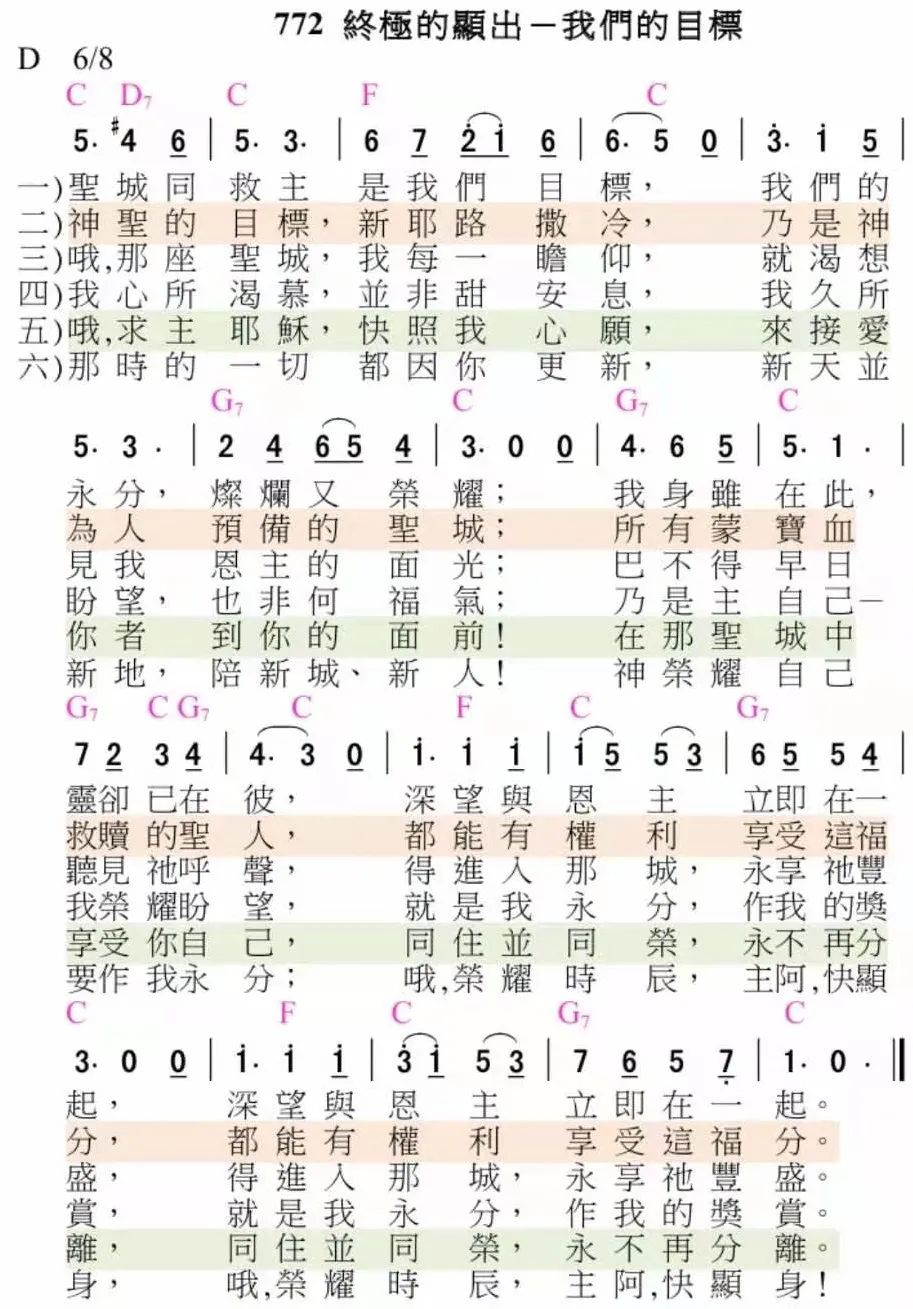 772 終極的顯出－我們的目標
D 6/8
C D7 C F C
5· #4 6 | 5· 3· | 6 7 2̇ i̇ 6 | 6· 5 0 | 3̇· i̇ 5 |
一)聖城同 救主 是我們 目 標， 我們的
二)神聖的 目標，新耶路 撒 冷， 乃是神
三)哦,那座 聖城，我每一 瞻 仰， 就渴想
四)我心所 渴慕，並非甜 安 息， 我久所
五)哦,求主 耶穌，快照我 心 願， 來接愛
六)那時的 一切 都因你 更 新， 新天並
G7 C G7 C
5· 3 · | 2 4 6 5 4 | 3· 0 0 | 4· 6 5 | 5· 1 · |
永分， 燦爛又 榮耀； 我身雖 在此，
為人 預備的 聖城； 所有蒙 寶血
見我 恩主的 面光； 巴不得 早日
盼望， 也非何 福氣； 乃是主 自己－
你者 到你的 面前！ 在那聖 城中
新地， 陪新城、新人！ 神榮耀 自己
G7 C G7 C F C G7
7 2 3 4 | 4· 3 0 | i̇· i̇ i̇ | i̇ 5 5 3 | 6 5 5 4 |
靈卻 已在 彼， 深望與 恩 主 立即 在一
救贖 的聖 人， 都能有 權 利 享受 這福
聽見 祂呼 聲， 得進入 那 城， 永享 祂豐
我榮 耀盼 望， 就是我 永 分， 作我 的獎
享受 你自 己， 同住並 同 榮， 永不 再分
要作 我永 分； 哦,榮耀 時 辰， 主阿,快顯
C F C G7 C
3· 0 0 | i̇· i̇ i̇ | 3̇ i̇ 5 3 | 7 6 5 7̣ | 1· 0 · ‖
起， 深望與 恩 主 立即在一 起。
分， 都能有 權 利 享受這福 分。
盛， 得進入 那 城， 永享祂豐 盛。
賞， 就是我 永 分， 作我的獎 賞。
離， 同住並 同 榮， 永不再分 離。
身， 哦,榮耀 時 辰， 主阿,快顯 身！